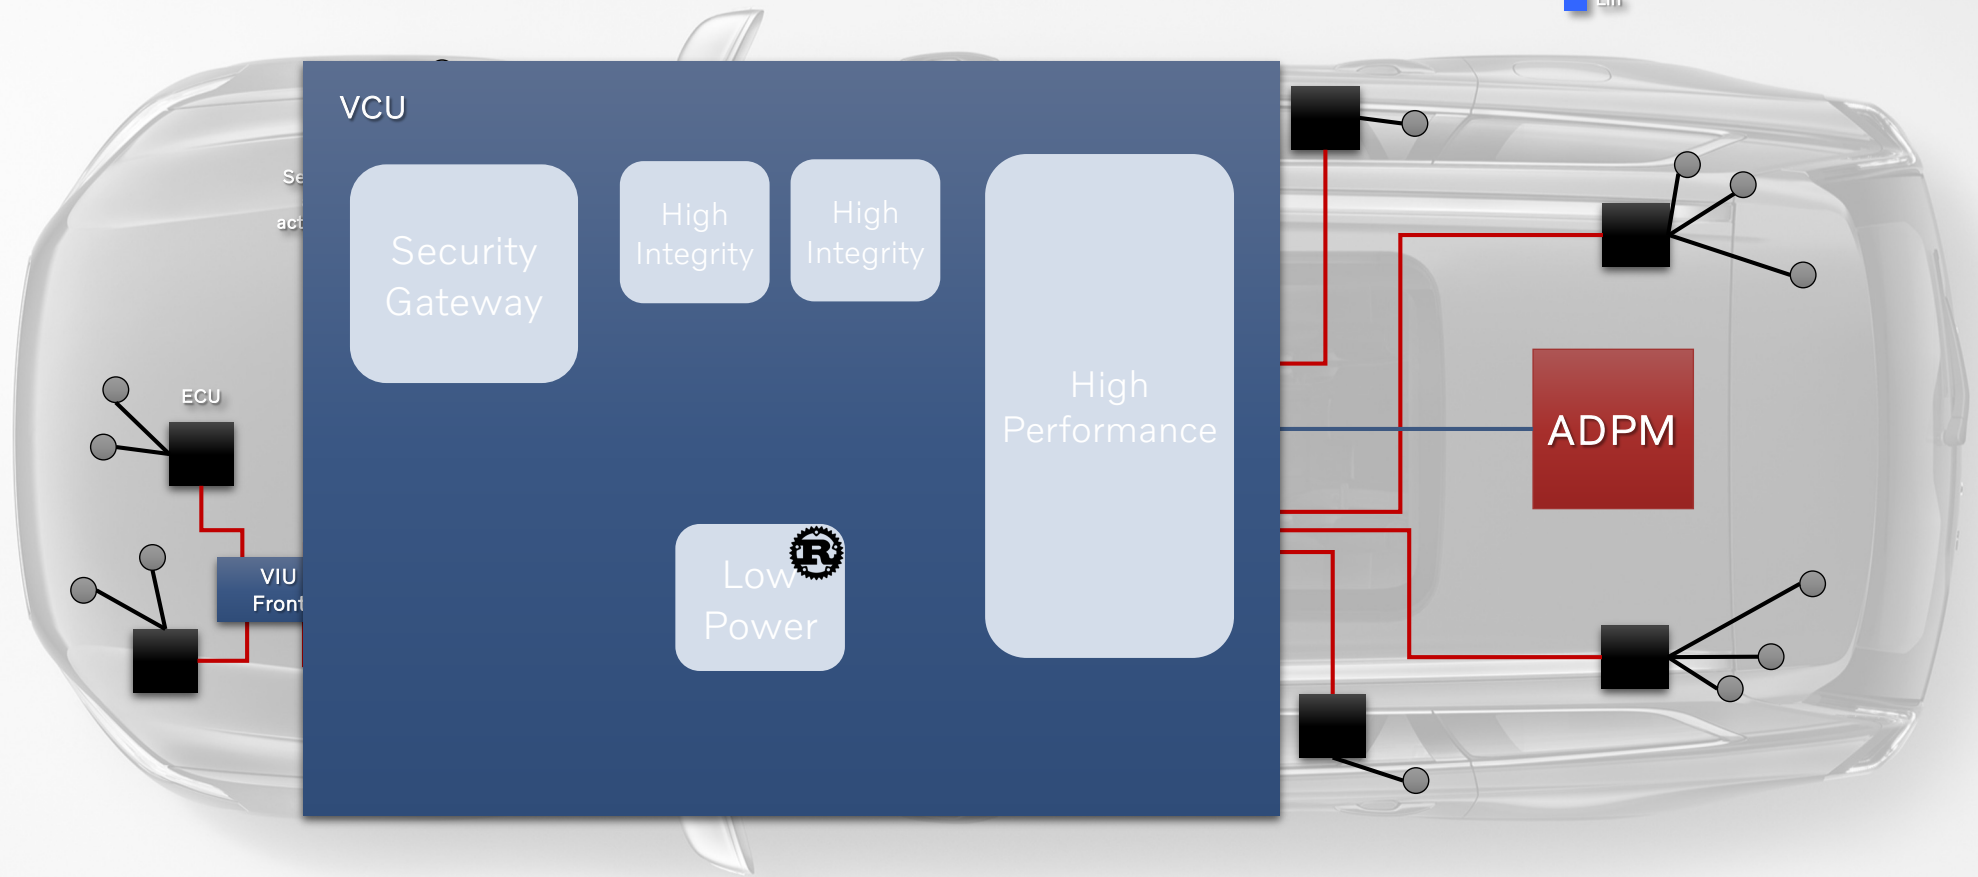 VCU
Security
Gateway
High
Integrity
High
Integrity
High
Performance
Low
Power
R
ECU
VIU
Front
ADPM